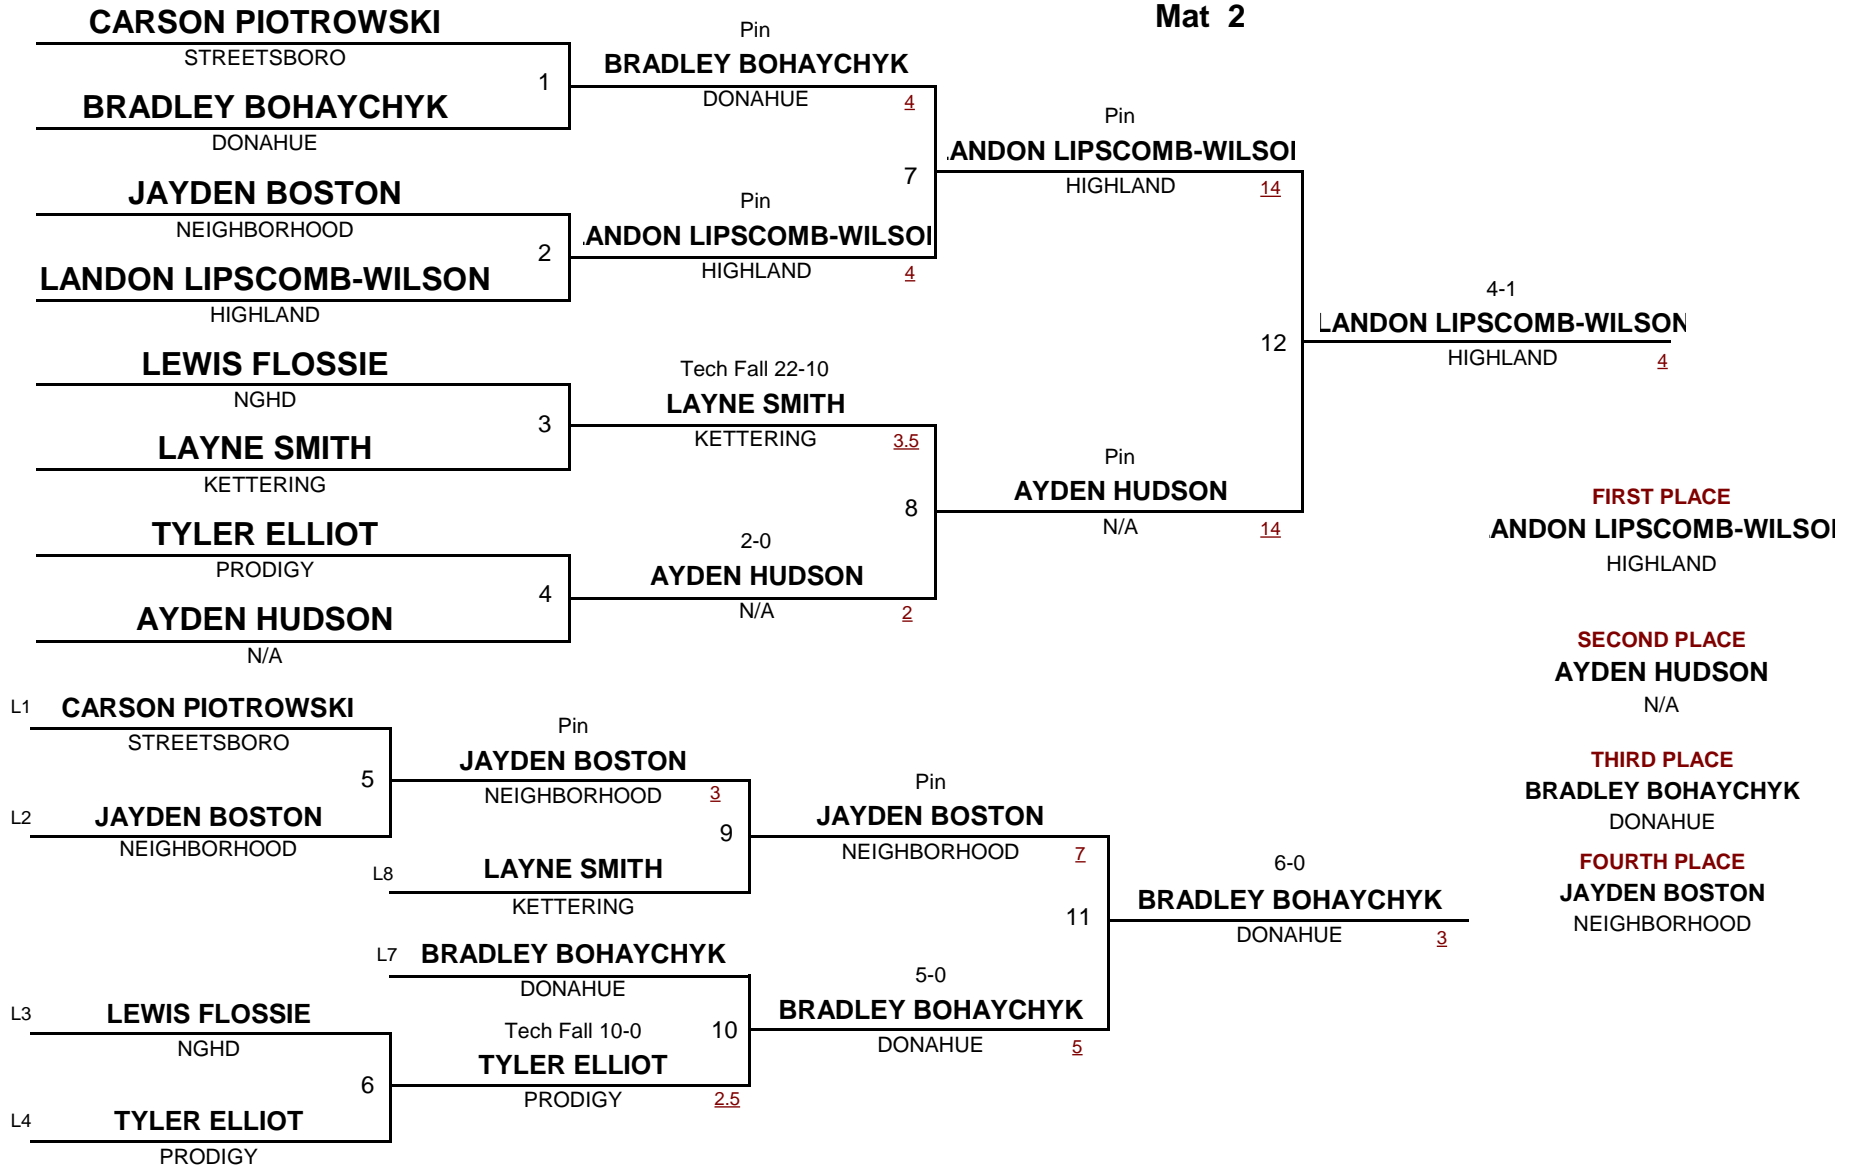 Mat 2
CARSON PIOTROWSKI
STREETSBORO
1
BRADLEY BOHAYCHYK
DONAHUE
JAYDEN BOSTON
NEIGHBORHOOD
2
LANDON LIPSCOMB-WILSON
HIGHLAND
LEWIS FLOSSIE
NGHD
3
LAYNE SMITH
KETTERING
TYLER ELLIOT
PRODIGY
4
AYDEN HUDSON
N/A
Pin
BRADLEY BOHAYCHYK
DONAHUE 4
7
Pin
ANDON LIPSCOMB-WILSO
HIGHLAND 4
Tech Fall 22-10
LAYNE SMITH
KETTERING 3.5
8
2-0
AYDEN HUDSON
N/A 2
Pin
ANDON LIPSCOMB-WILSO
HIGHLAND 14
12
Pin
AYDEN HUDSON
N/A 14
4-1
LANDON LIPSCOMB-WILSON
HIGHLAND 4
FIRST PLACE
ANDON LIPSCOMB-WILSO
HIGHLAND
SECOND PLACE
AYDEN HUDSON
N/A
THIRD PLACE
BRADLEY BOHAYCHYK
DONAHUE
FOURTH PLACE
JAYDEN BOSTON
NEIGHBORHOOD
L1 CARSON PIOTROWSKI
STREETSBORO
5
L2 JAYDEN BOSTON
NEIGHBORHOOD
L3 LEWIS FLOSSIE
NGHD
6
L4 TYLER ELLIOT
PRODIGY
Pin
JAYDEN BOSTON
NEIGHBORHOOD 3
9
L8 LAYNE SMITH
KETTERING
L7 BRADLEY BOHAYCHYK
DONAHUE
10
Tech Fall 10-0
TYLER ELLIOT
PRODIGY 2.5
Pin
JAYDEN BOSTON
NEIGHBORHOOD 7
11
5-0
BRADLEY BOHAYCHYK
DONAHUE 5
6-0
BRADLEY BOHAYCHYK
DONAHUE 3